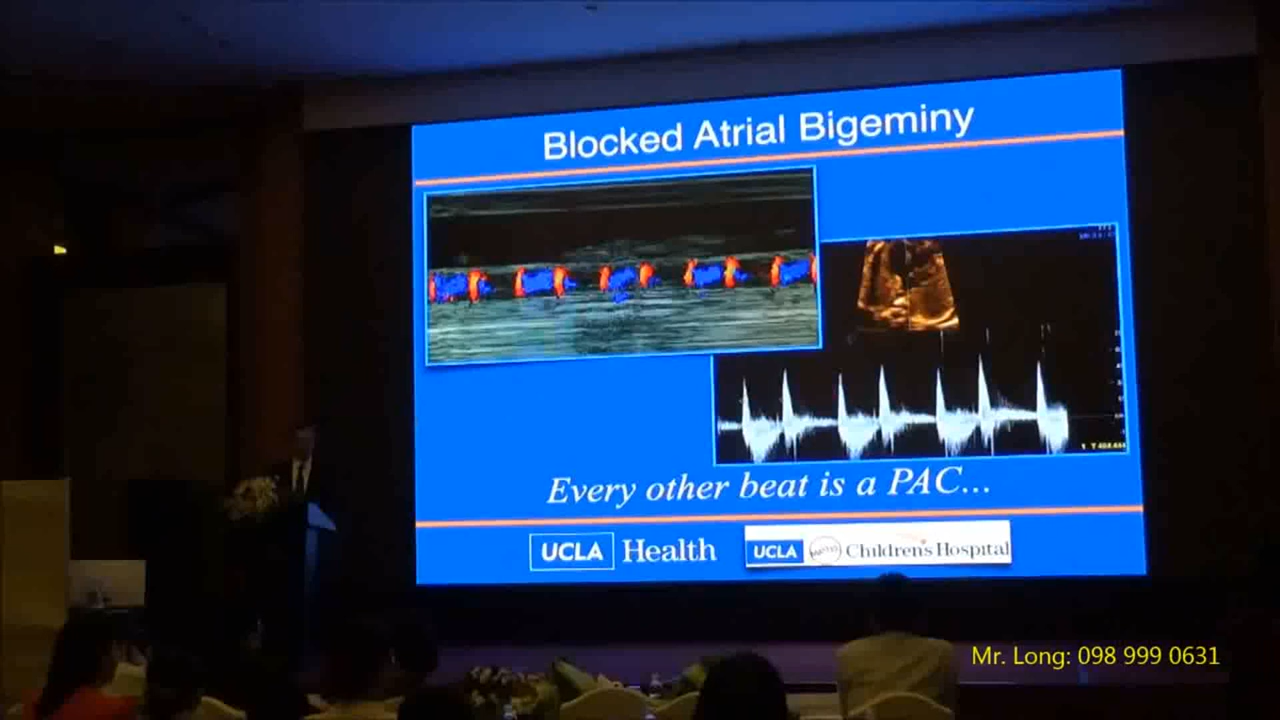 Blocked Atrial Bigeminy
Every other beat is a PAC...
UCLA Health
UCLA Children's Hospital
Mr. Long: 098 999 0631